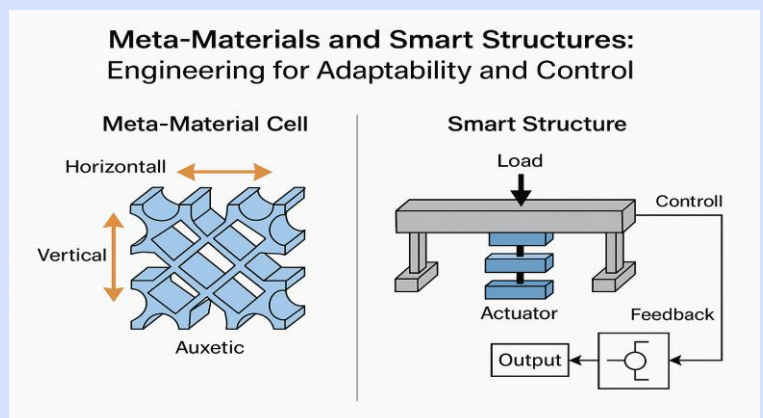 Meta-Materials and Smart Structures:
Engineering for Adaptability and Control
Meta-Material Cell
Horizontall
Vertical
Auxetic
Smart Structure
Load
Controll
Actuator
Feedback
Output